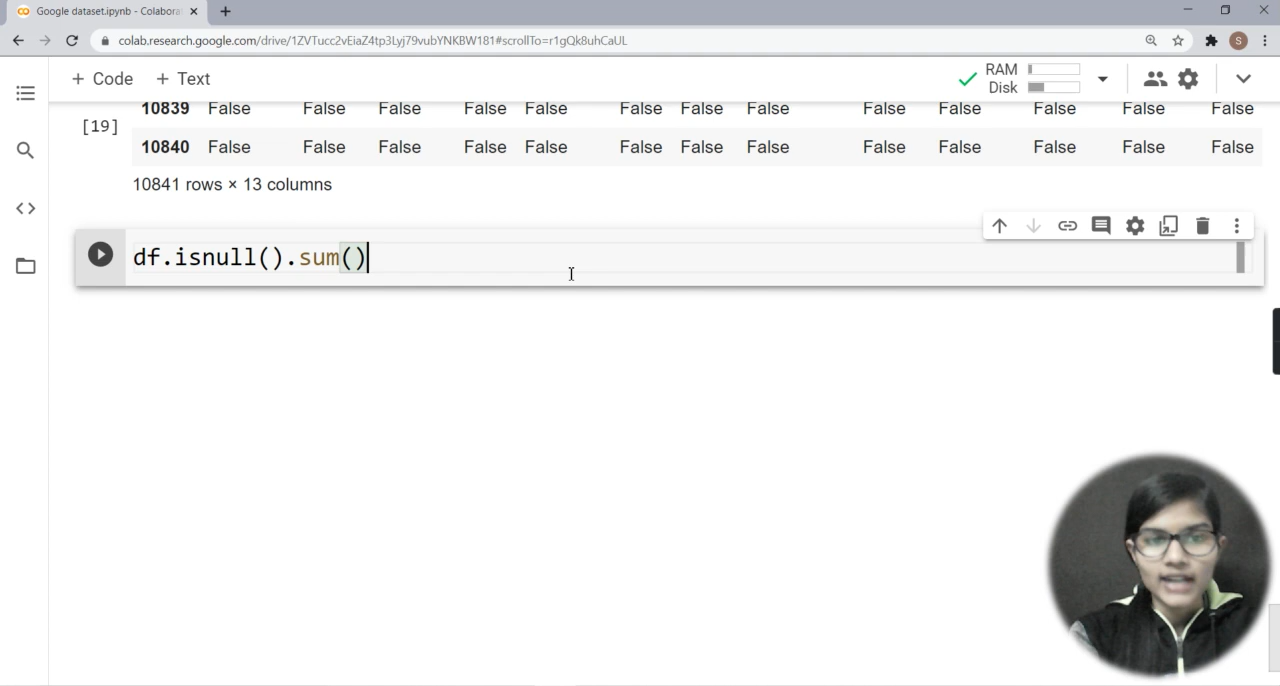 Google dataset.ipynb - Colabora
colab.research.google.com/drive/1ZVTucc2vEiaZ4tp3Lyj79vubYNKBW181#scrollTo=r1gQk8uhCaUL
S
+ Code + Text
RAM
Disk
10839 False False False False False False False False False False False False False
[19]
10840 False False False False False False False False False False False False False
10841 rows × 13 columns
df.isnull().sum()